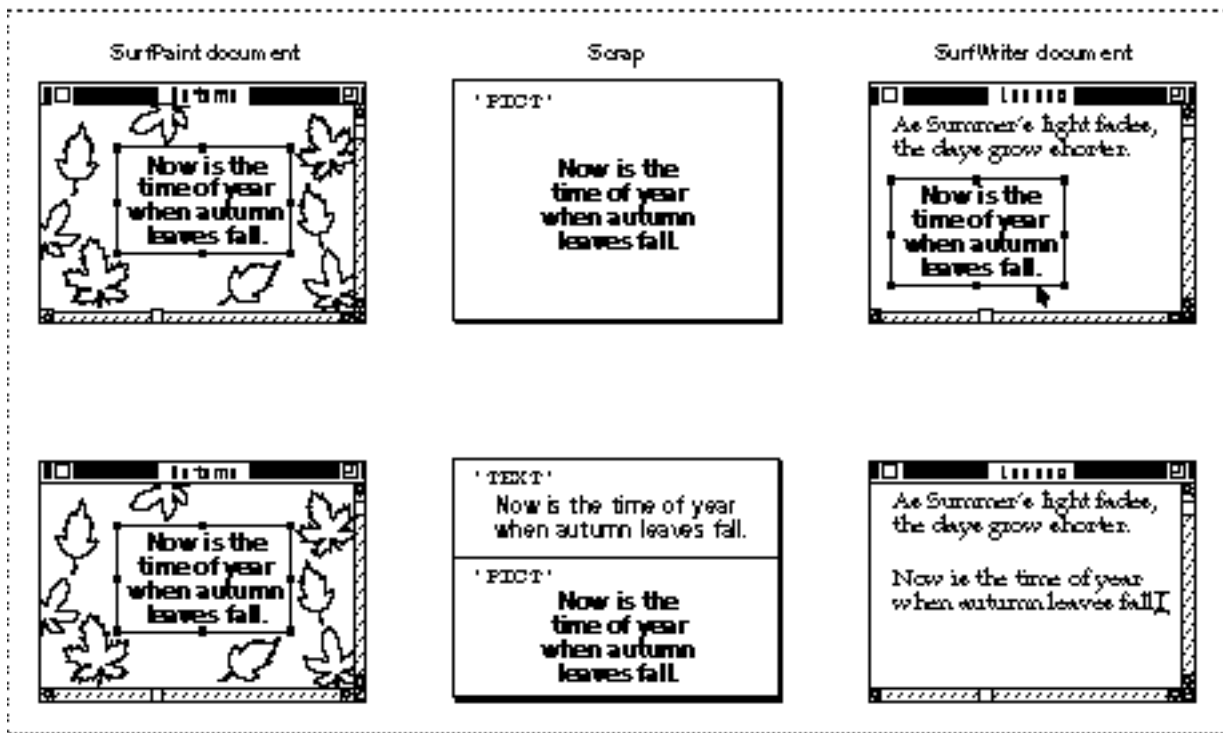 SurfPaint document
Scrap
SurfWriter document
Now is the
time of year
when autumn
leaves fall.
'PICT'
Now is the
time of year
when autumn
leaves fall.
As Summer's light fades,
the days grow shorter.
Now is the
time of year
when autumn
leaves fall.
Now is the
time of year
when autumn
leaves fall.
'TEXT'
Now is the time of year
when autumn leaves fall.
'PICT'
Now is the
time of year
when autumn
leaves fall.
As Summer's light fades,
the days grow shorter.
Now is the time of year
when autumn leaves fall